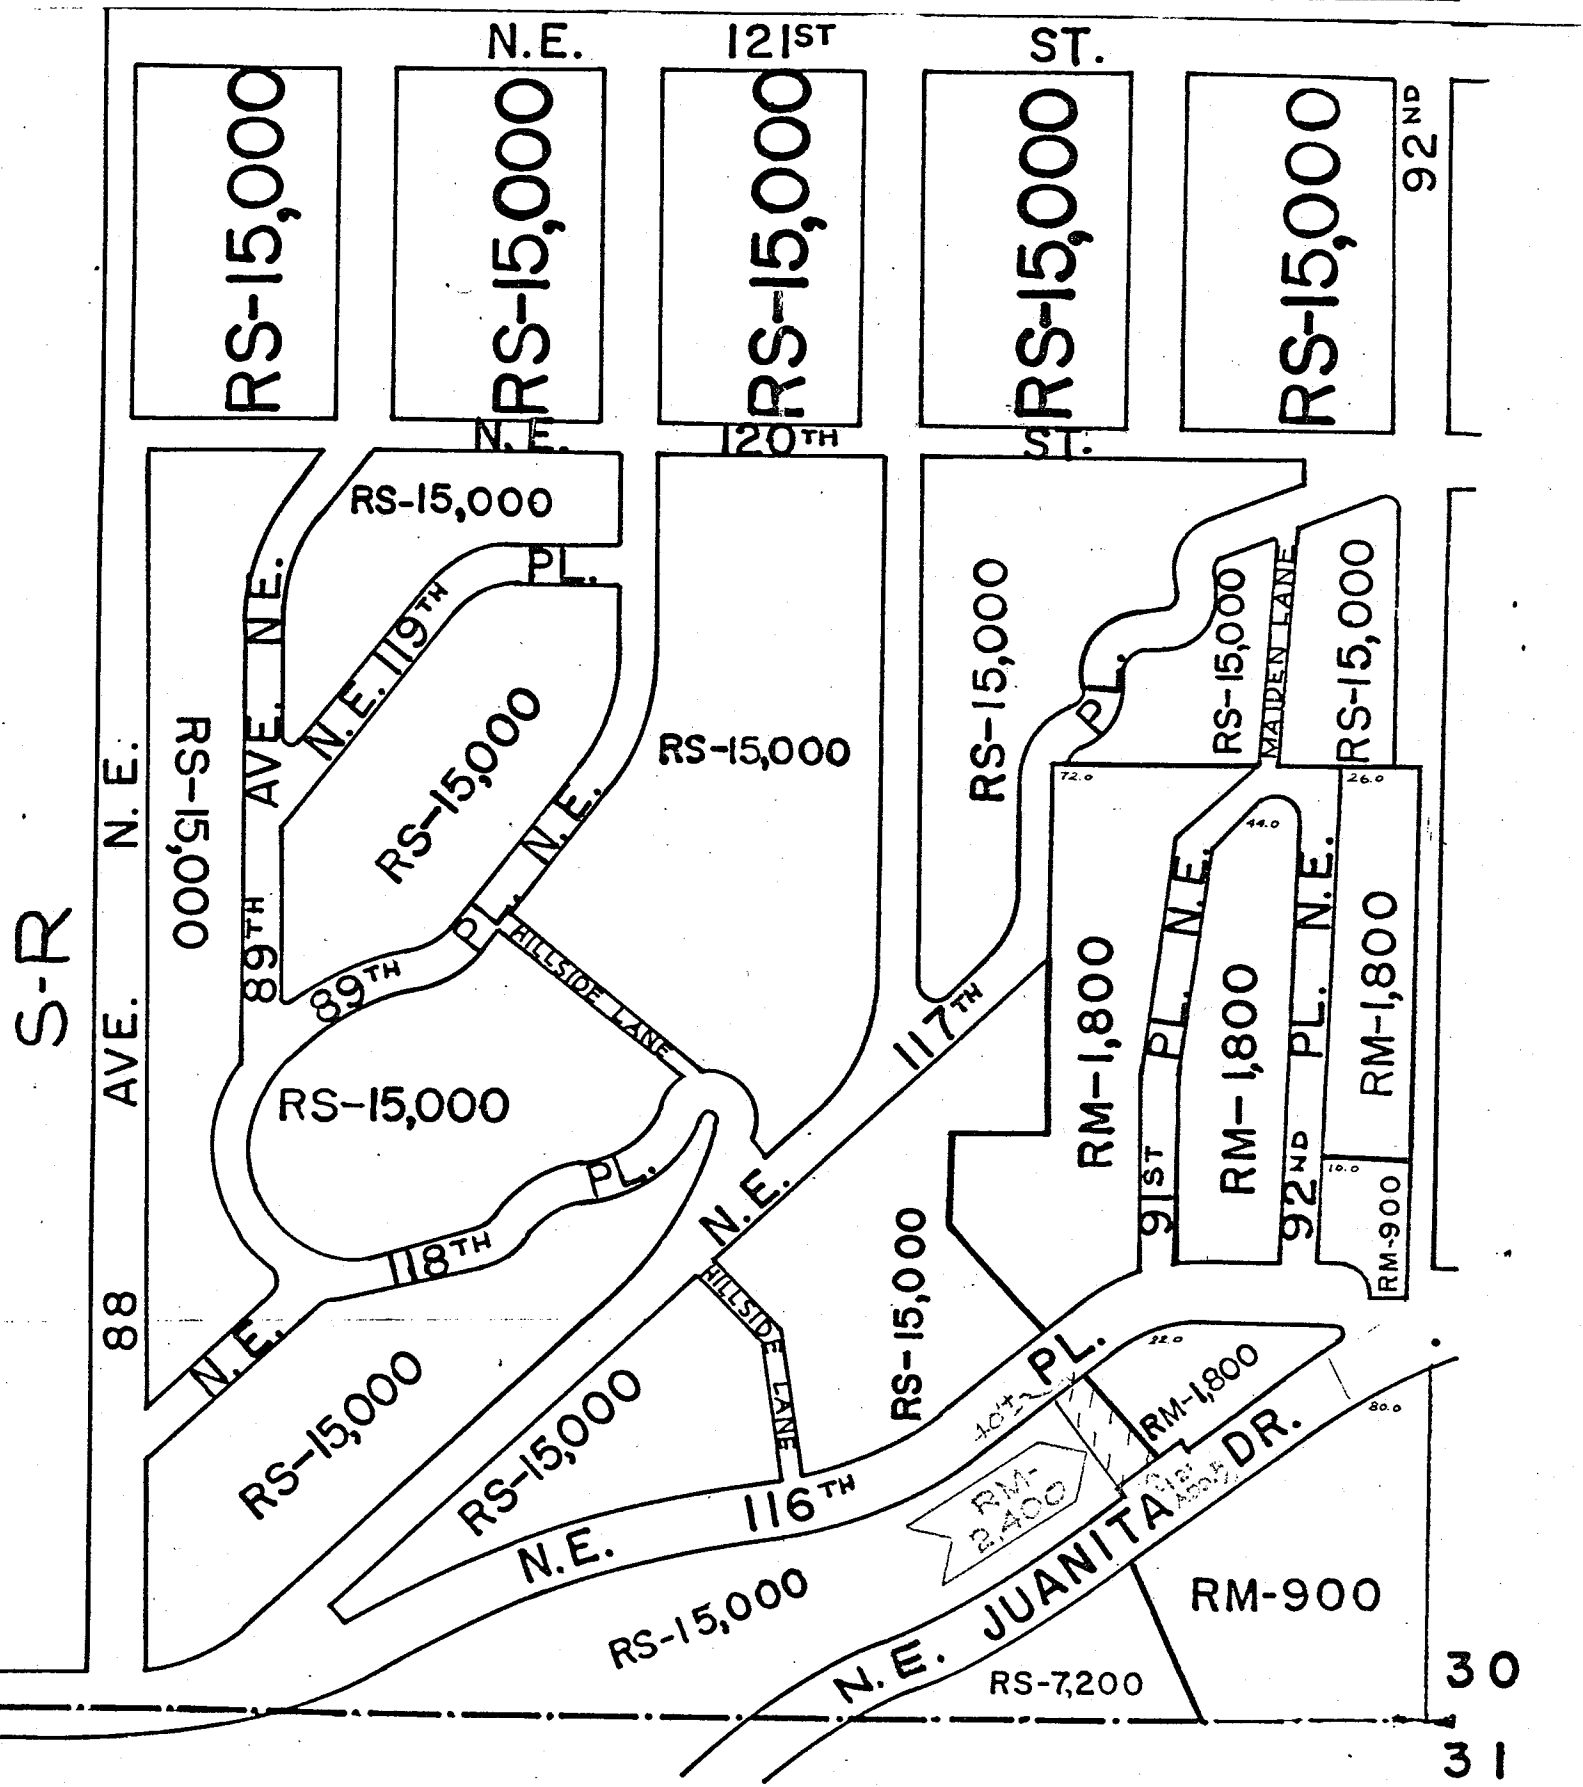 N.E. 121ST ST.
RS-15,000
RS-15,000
RS-15,000
RS-15,000
RS-15,000
92ND
N.E. 120TH ST.
RS-15,000
N.E. 119TH PL.
89TH AVE. N.E.
RS-15,000
RS-15,000
RS-15,000
RS-15,000
PL.
RS-15,000
MAIDEN LANE
RS-15,000
72.0
26.0
44.0
88 AVE. N.E.
S-R
89TH PL. N.E.
HILLSIDE LANE
N.E. 117TH
RM-1,800
91ST PL. N.E.
RM-1,800
92ND PL. N.E.
RM-1,800
10.0
RM-900
RS-15,000
N.E. 118TH PL.
HILLSIDE LANE
RS-15,000
RS-15,000
RS-15,000
N.E. 116TH PL.
22.0
RM-1,800
80.0
RM-
2,400
RS-15,000
N.E. JUANITA DR.
RM-900
RS-7,200
30
31